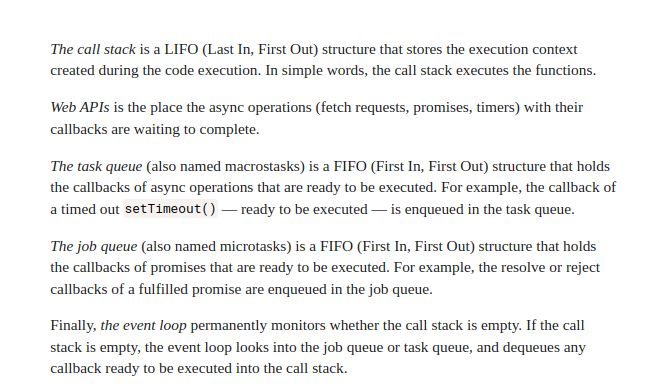 The call stack is a LIFO (Last In, First Out) structure that stores the execution context
created during the code execution. In simple words, the call stack executes the functions.
Web APIs is the place the async operations (fetch requests, promises, timers) with their
callbacks are waiting to complete.
The task queue (also named macrostasks) is a FIFO (First In, First Out) structure that holds
the callbacks of async operations that are ready to be executed. For example, the callback of
a timed out setTimeout() — ready to be executed — is enqueued in the task queue.
The job queue (also named microtasks) is a FIFO (First In, First Out) structure that holds
the callbacks of promises that are ready to be executed. For example, the resolve or reject
callbacks of a fulfilled promise are enqueued in the job queue.
Finally, the event loop permanently monitors whether the call stack is empty. If the call
stack is empty, the event loop looks into the job queue or task queue, and dequeues any
callback ready to be executed into the call stack.